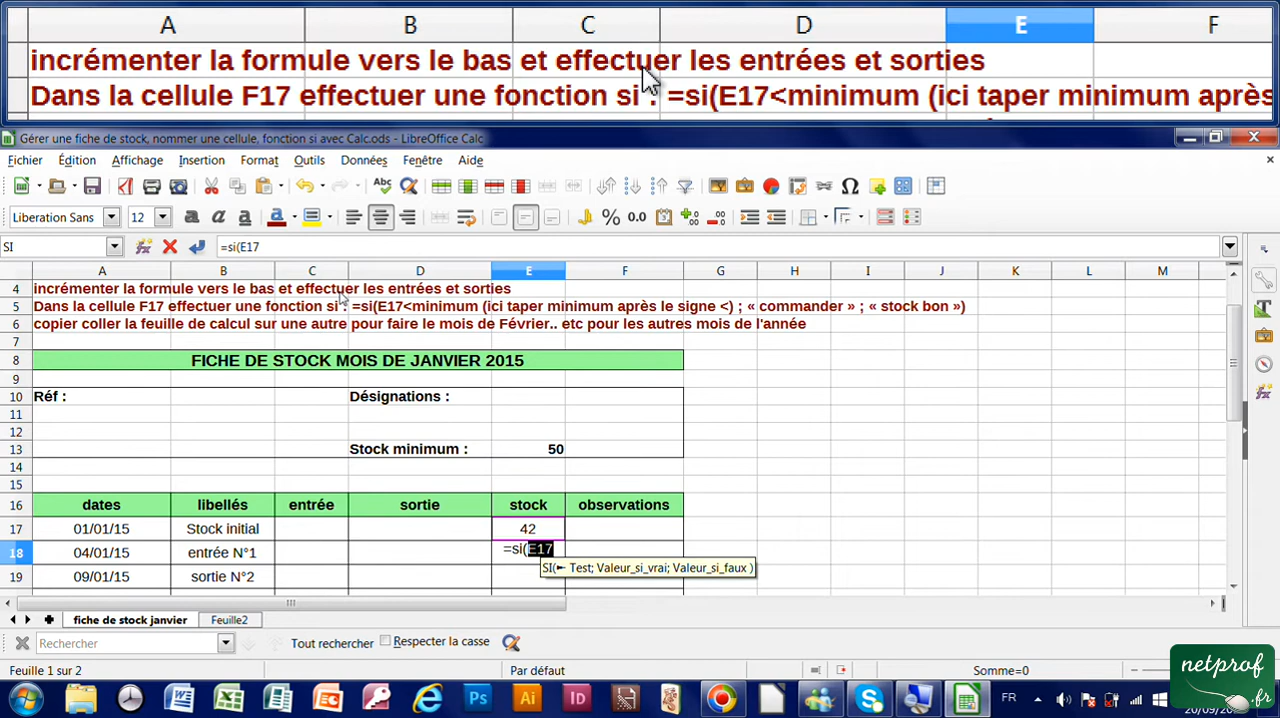 A B C D E F
incrémenter la formule vers le bas et effectuer les entrées et sorties
Dans la cellule F17 effectuer une fonction si : =si(E17<minimum (ici taper minimum après
Gérer une fiche de stock, nommer une cellule, fonction si avec Calc.ods - LibreOffice Calc
Fichier Édition Affichage Insertion Format Outils Données Fenêtre Aide
Liberation Sans 12
SI =si(E17
A B C D E F G H I J K L M
4 incrémenter la formule vers le bas et effectuer les entrées et sorties
5 Dans la cellule F17 effectuer une fonction si : =si(E17<minimum (ici taper minimum après le signe <) ; « commander » ; « stock bon »)
6 copier coller la feuille de calcul sur une autre pour faire le mois de Février.. etc pour les autres mois de l'année
7
8 FICHE DE STOCK MOIS DE JANVIER 2015
9
10 Réf : Désignations :
11
12
13 Stock minimum : 50
14
15
16 dates libellés entrée sortie stock observations
17 01/01/15 Stock initial 42
18 04/01/15 entrée N°1 =si(E17
SI(► Test; Valeur_si_vrai; Valeur_si_faux )
19 09/01/15 sortie N°2
fiche de stock janvier Feuille2
Rechercher Tout rechercher Respecter la casse
Feuille 1 sur 2 Par défaut Somme=0
FR
netprof.fr